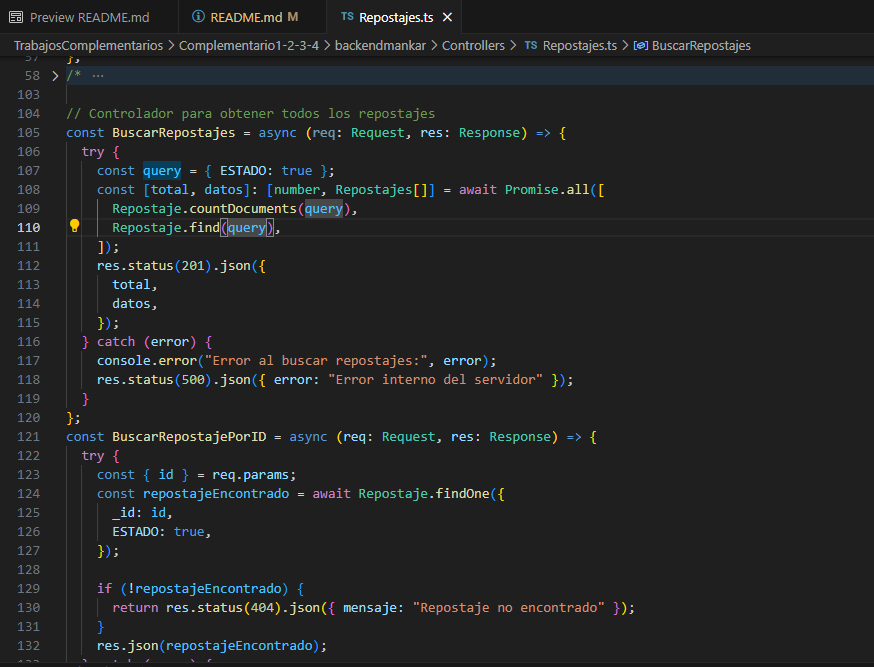 Preview README.md README.md M TS Repostajes.ts
TrabajosComplementarios > Complementario1-2-3-4 > backendmankar > Controllers > TS Repostajes.ts > BuscarRepostajes
57 };
58 > /* ···
103
104 // Controlador para obtener todos los repostajes
105 const BuscarRepostajes = async (req: Request, res: Response) => {
106 try {
107 const query = { ESTADO: true };
108 const [total, datos]: [number, Repostajes[]] = await Promise.all([
109 Repostaje.countDocuments(query),
110 Repostaje.find(query),
111 ]);
112 res.status(201).json({
113 total,
114 datos,
115 });
116 } catch (error) {
117 console.error("Error al buscar repostajes:", error);
118 res.status(500).json({ error: "Error interno del servidor" });
119 }
120 };
121 const BuscarRepostajePorID = async (req: Request, res: Response) => {
122 try {
123 const { id } = req.params;
124 const repostajeEncontrado = await Repostaje.findOne({
125 _id: id,
126 ESTADO: true,
127 });
128
129 if (!repostajeEncontrado) {
130 return res.status(404).json({ mensaje: "Repostaje no encontrado" });
131 }
132 res.json(repostajeEncontrado);